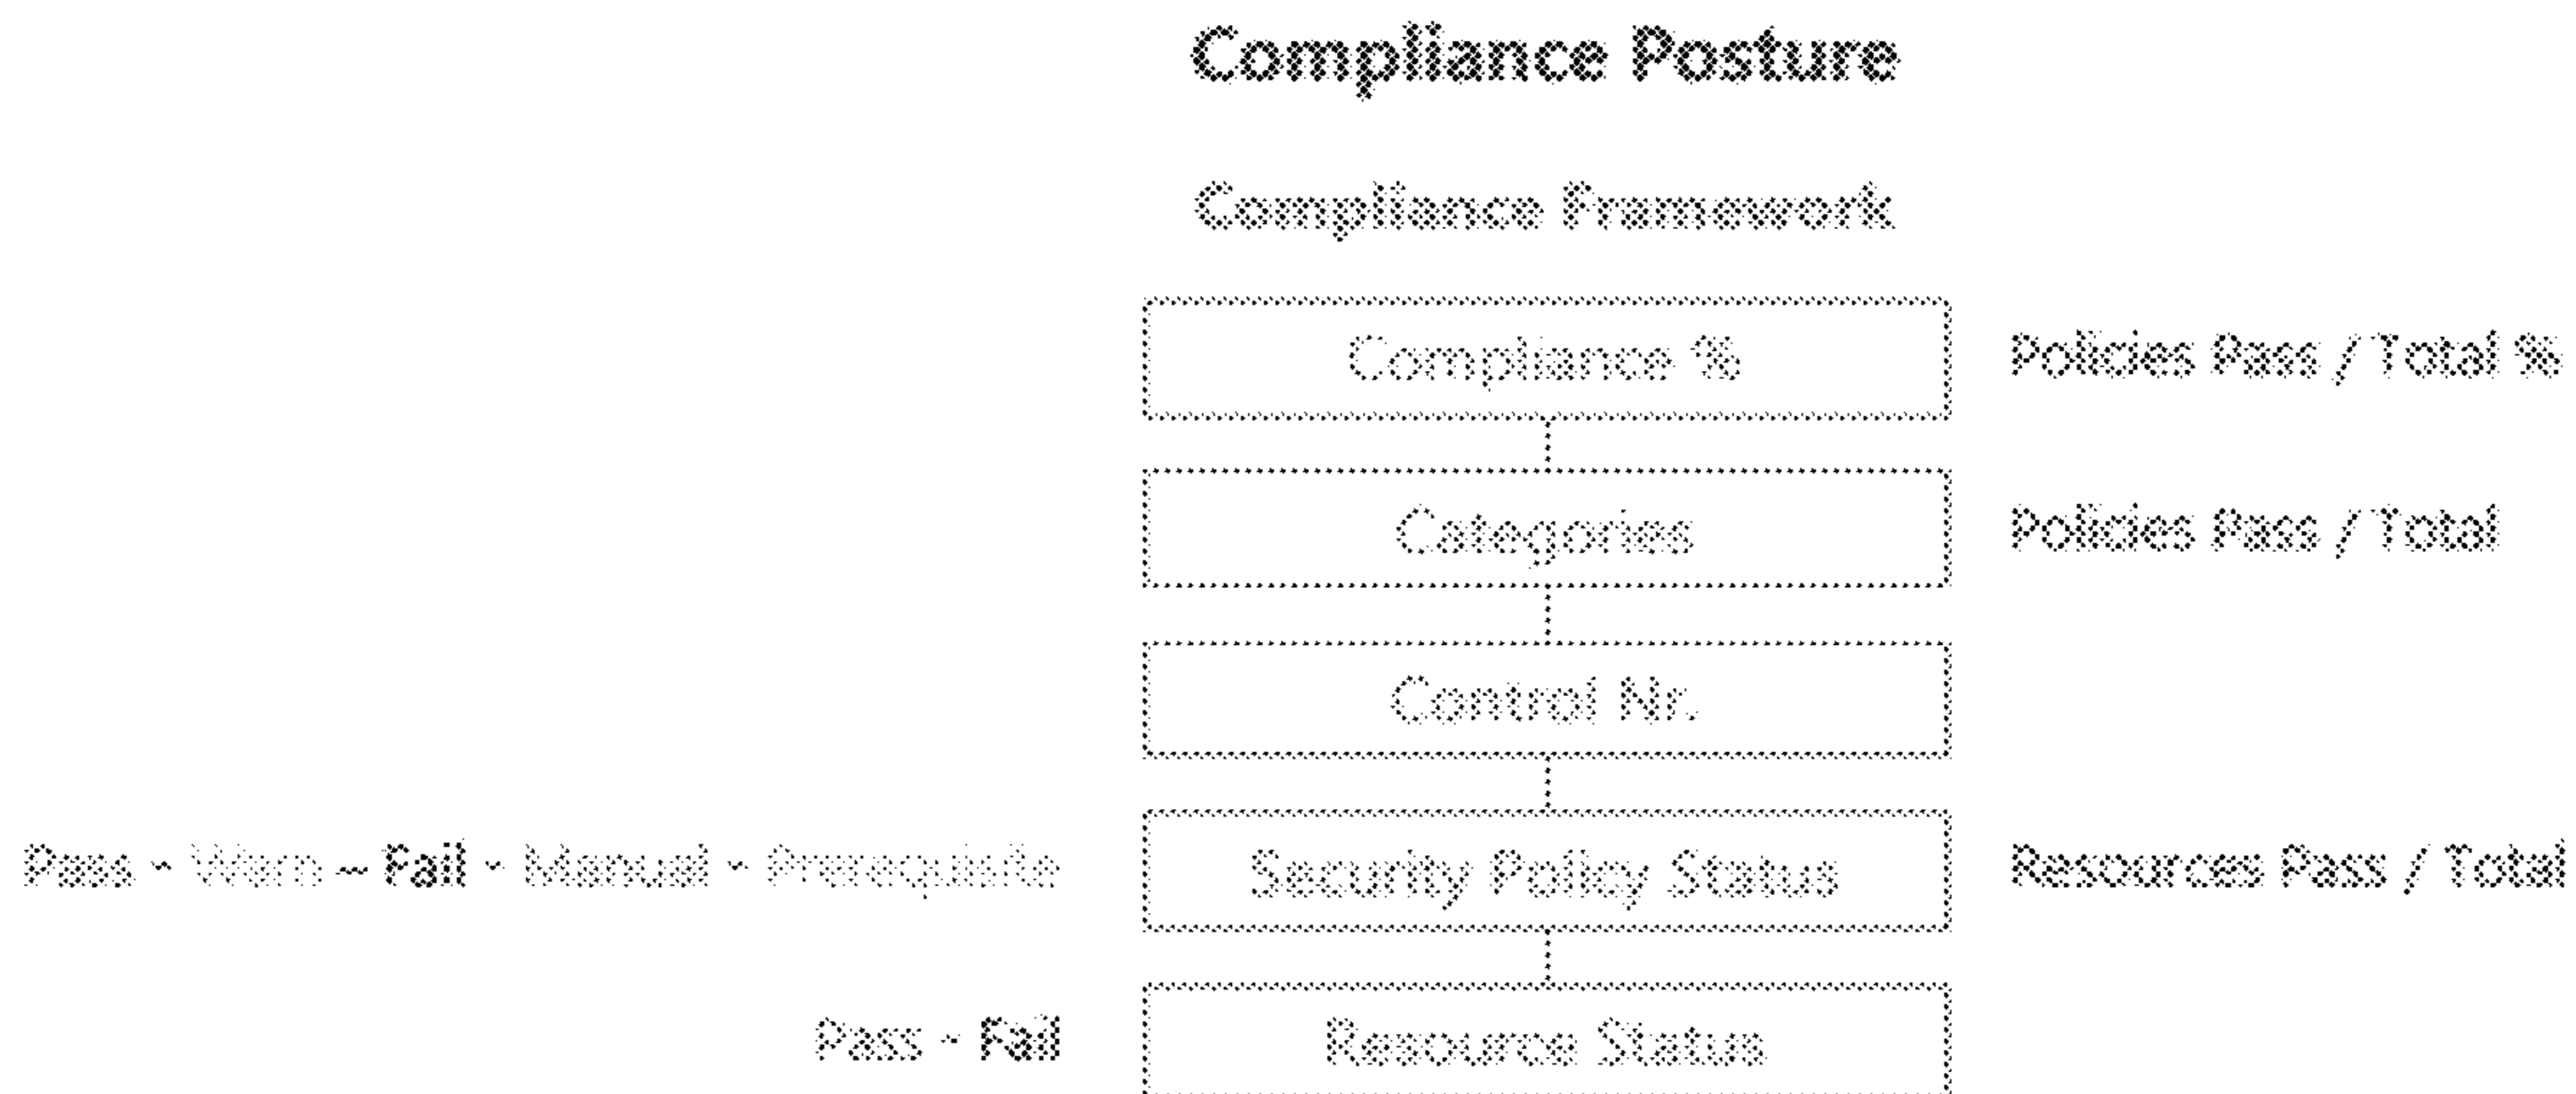 Compliance Posture
Compliance Framework
Compliance % Policies Pass / Total %
Categories Policies Pass / Total
Control Nr.
Pass - Warn – Fail - Manual - Prerequisite Security Policy Status Resources Pass / Total
Pass - Fail Resource Status